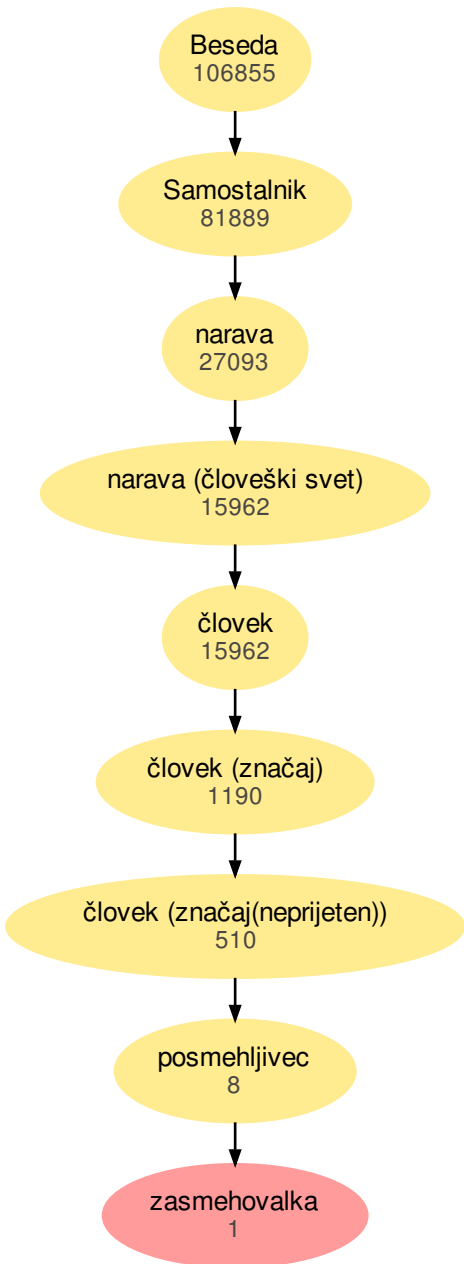 Beseda
106855
Samostalnik
81889
narava
27093
narava (človeški svet)
15962
človek
15962
človek (značaj)
1190
človek (značaj(neprijeten))
510
posmehljivec
8
zasmehovalka
1